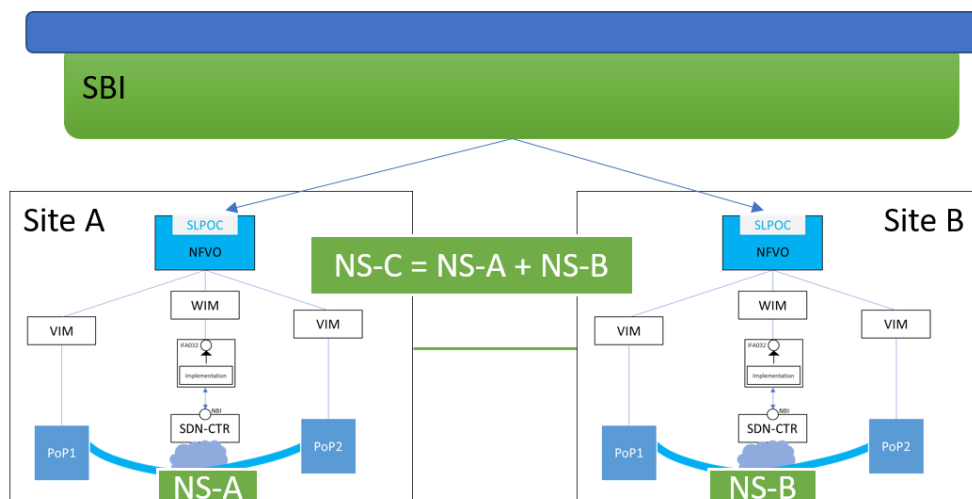 SBI
Site A
SLPOC
NFVO
WIM
VIM
VIM
IFA032
Implementation
NBI
SDN-CTR
PoP1
PoP2
NS-A
NS-C = NS-A + NS-B
Site B
SLPOC
NFVO
WIM
VIM
VIM
IFA032
Implementation
NBI
SDN-CTR
PoP1
PoP2
NS-B